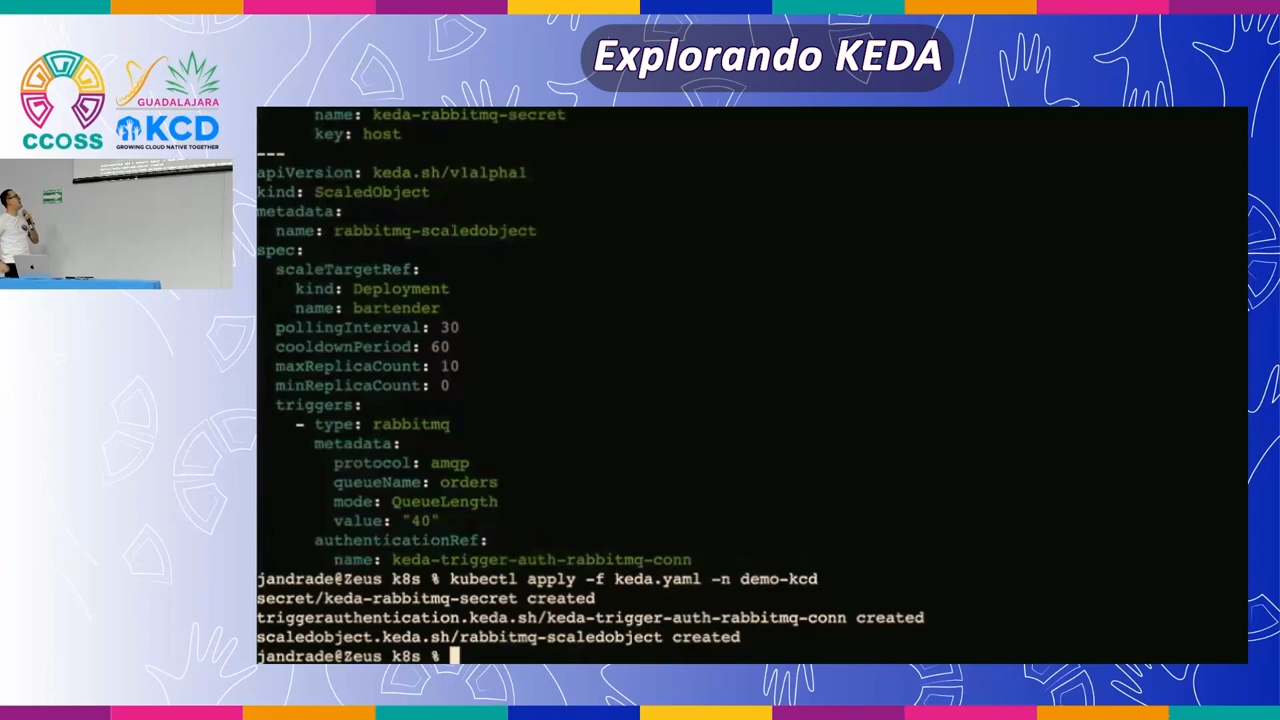 Explorando KEDA
CCOSS
GUADALAJARA
KCD
GROWING CLOUD NATIVE TOGETHER
name: keda-rabbitmq-secret
key: host
---
apiVersion: keda.sh/v1alpha1
kind: ScaledObject
metadata:
name: rabbitmq-scaledobject
spec:
scaleTargetRef:
kind: Deployment
name: bartender
pollingInterval: 30
cooldownPeriod: 60
maxReplicaCount: 10
minReplicaCount: 0
triggers:
- type: rabbitmq
metadata:
protocol: amqp
queueName: orders
mode: QueueLength
value: "40"
authenticationRef:
name: keda-trigger-auth-rabbitmq-conn
jandrade@Zeus k8s % kubectl apply -f keda.yaml -n demo-kcd
secret/keda-rabbitmq-secret created
triggerauthentication.keda.sh/keda-trigger-auth-rabbitmq-conn created
scaledobject.keda.sh/rabbitmq-scaledobject created
jandrade@Zeus k8s %